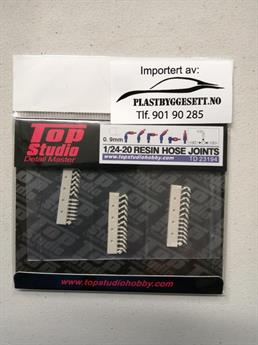 Importert av:
PLASTBYGGESETT.NO
Tlf. 901 90 285
Top
Studio
Detail Master
0.9mm
1/24-20 RESIN HOSE JOINTS
www.topstudiohobby.com
TD 23194
www.topstudiohobby.com